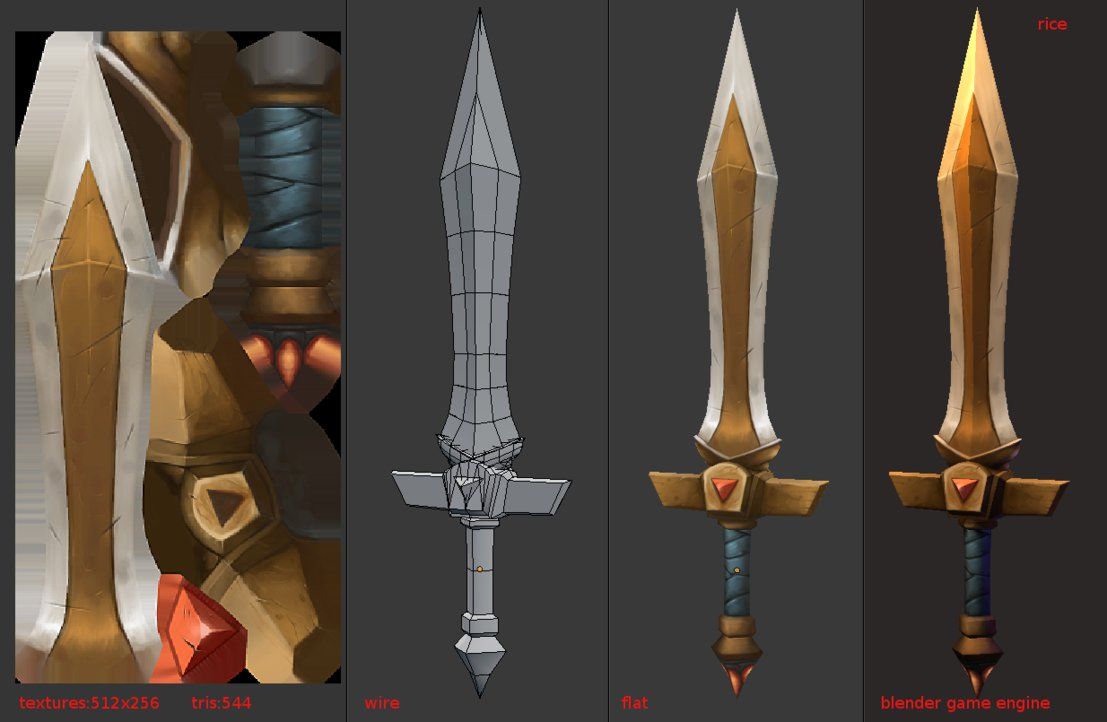 rice
textures:512x256 tris:544
wire
flat
blender game engine